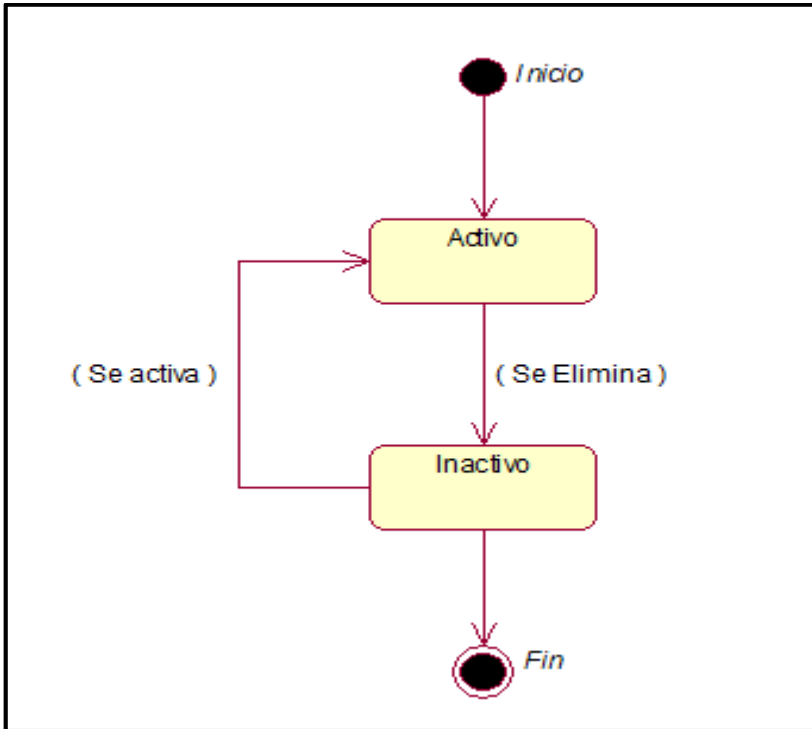 Inicio
Activo
( Se activa )
( Se Elimina )
Inactivo
Fin